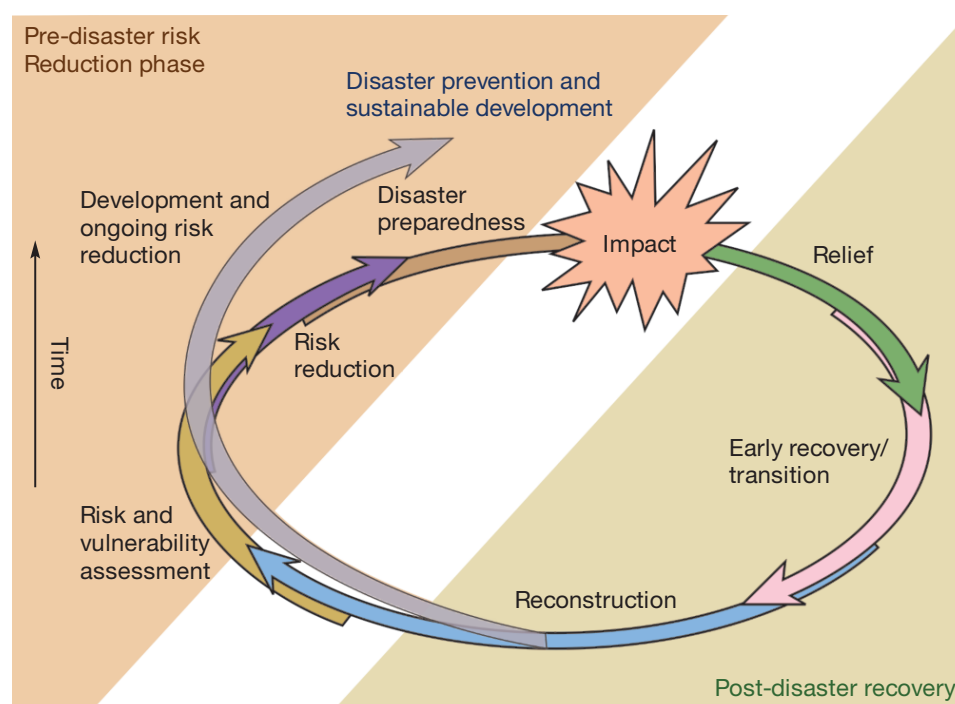 Pre-disaster risk
Reduction phase
Disaster prevention and
sustainable development
Development and
ongoing risk
reduction
Disaster
preparedness
Impact
Relief
Time
Risk
reduction
Early recovery/
transition
Risk and
vulnerability
assessment
Reconstruction
Post-disaster recovery